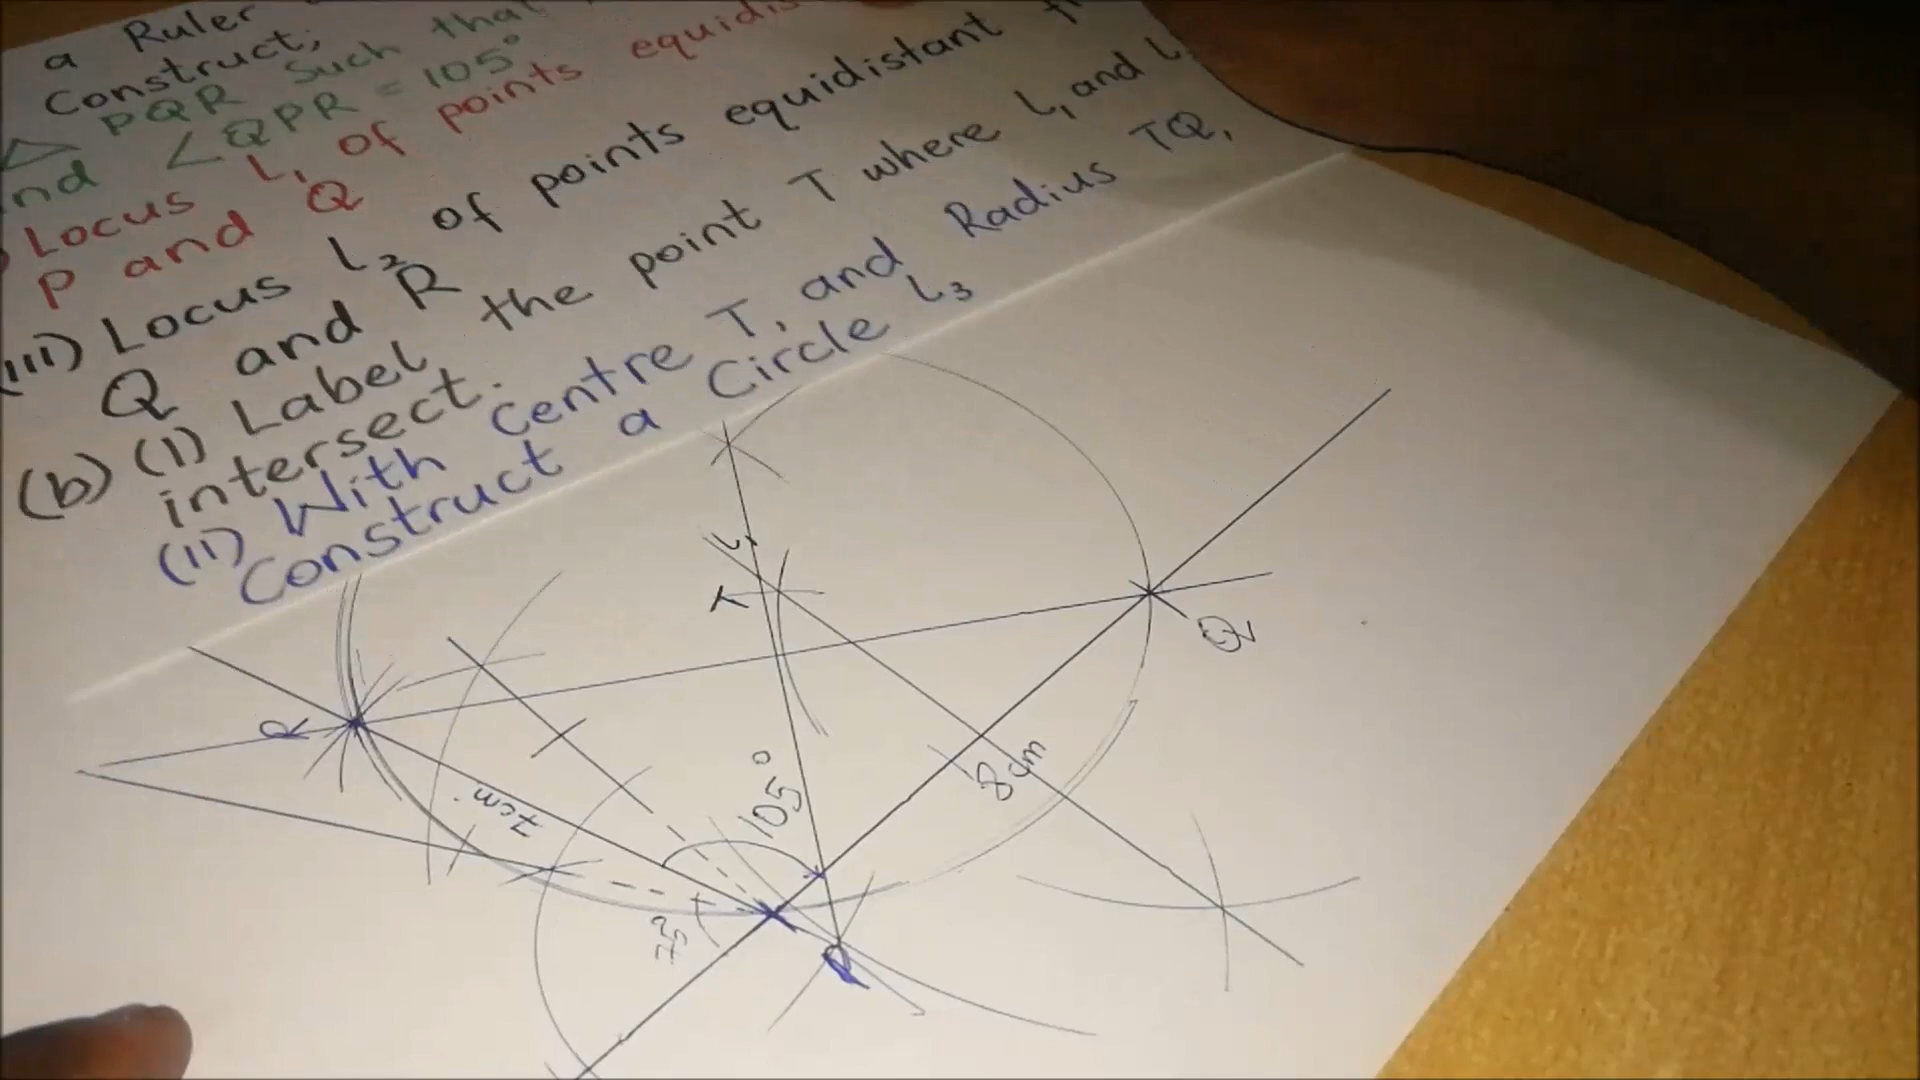 a Ruler
Construct;
△ PQR Such that
and ∠QPR = 105°
Locus L₁ of points equidis
P and Q
(iii) Locus L₂ of points equidistant
Q and R
(b) (i) Label the point T where L₁ and L
intersect.
(ii) With Centre T, and Radius TQ,
Construct a Circle L₃
L₁
T
Q
R
7cm.
105°
8cm
75°
P